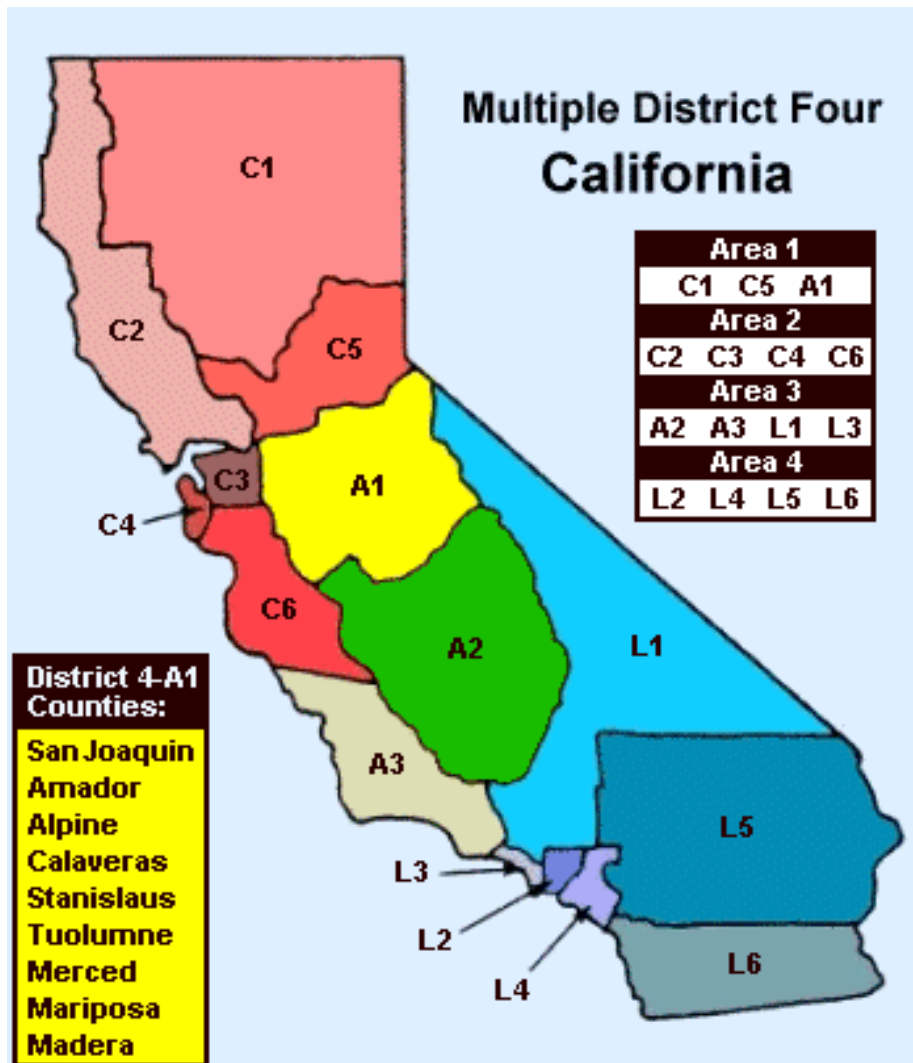 Multiple District Four
California
Area 1
C1 C5 A1
Area 2
C2 C3 C4 C6
Area 3
A2 A3 L1 L3
Area 4
L2 L4 L5 L6
C1
C2
C5
C3
A1
C4
C6
A2
L1
A3
L5
L3
L2
L4
L6
District 4-A1
Counties:
San Joaquin
Amador
Alpine
Calaveras
Stanislaus
Tuolumne
Merced
Mariposa
Madera